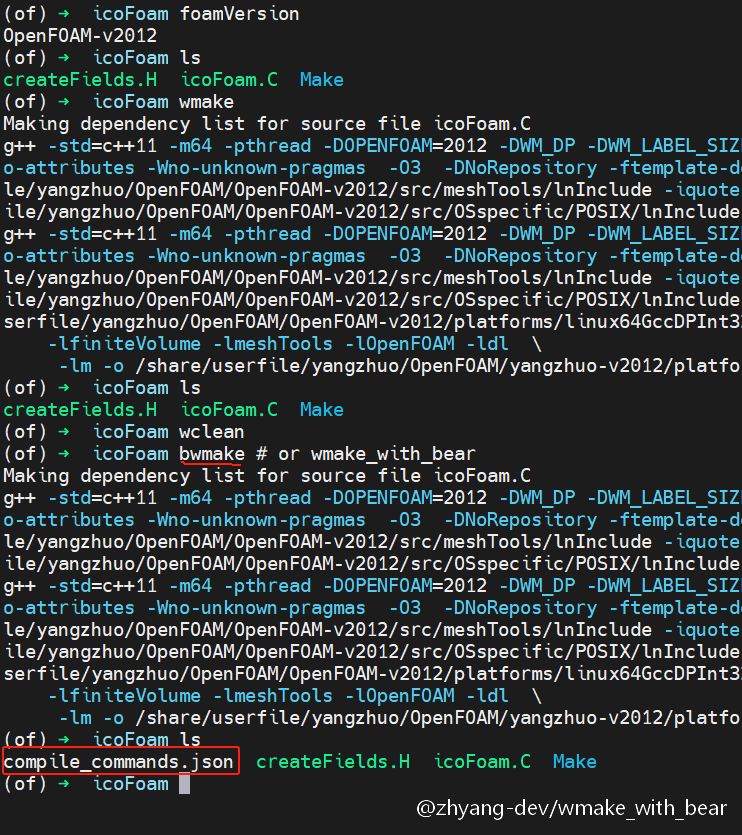 (of) → icoFoam foamVersion
OpenFOAM-v2012
(of) → icoFoam ls
createFields.H icoFoam.C Make
(of) → icoFoam wmake
Making dependency list for source file icoFoam.C
g++ -std=c++11 -m64 -pthread -DOPENFOAM=2012 -DWM_DP -DWM_LABEL_SIZ
o-attributes -Wno-unknown-pragmas -O3 -DNoRepository -ftemplate-d
le/yangzhuo/OpenFOAM/OpenFOAM-v2012/src/meshTools/lnInclude -iquote
ile/yangzhuo/OpenFOAM/OpenFOAM-v2012/src/OSspecific/POSIX/lnInclude
g++ -std=c++11 -m64 -pthread -DOPENFOAM=2012 -DWM_DP -DWM_LABEL_SIZ
o-attributes -Wno-unknown-pragmas -O3 -DNoRepository -ftemplate-d
le/yangzhuo/OpenFOAM/OpenFOAM-v2012/src/meshTools/lnInclude -iquote
ile/yangzhuo/OpenFOAM/OpenFOAM-v2012/src/OSspecific/POSIX/lnInclude
serfile/yangzhuo/OpenFOAM/OpenFOAM-v2012/platforms/linux64GccDPInt3
-lfiniteVolume -lmeshTools -lOpenFOAM -ldl \
-lm -o /share/userfile/yangzhuo/OpenFOAM/yangzhuo-v2012/platfo
(of) → icoFoam ls
createFields.H icoFoam.C Make
(of) → icoFoam wclean
(of) → icoFoam bwmake # or wmake_with_bear
Making dependency list for source file icoFoam.C
g++ -std=c++11 -m64 -pthread -DOPENFOAM=2012 -DWM_DP -DWM_LABEL_SIZ
o-attributes -Wno-unknown-pragmas -O3 -DNoRepository -ftemplate-d
le/yangzhuo/OpenFOAM/OpenFOAM-v2012/src/meshTools/lnInclude -iquote
ile/yangzhuo/OpenFOAM/OpenFOAM-v2012/src/OSspecific/POSIX/lnInclude
g++ -std=c++11 -m64 -pthread -DOPENFOAM=2012 -DWM_DP -DWM_LABEL_SIZ
o-attributes -Wno-unknown-pragmas -O3 -DNoRepository -ftemplate-d
le/yangzhuo/OpenFOAM/OpenFOAM-v2012/src/meshTools/lnInclude -iquote
ile/yangzhuo/OpenFOAM/OpenFOAM-v2012/src/OSspecific/POSIX/lnInclude
serfile/yangzhuo/OpenFOAM/OpenFOAM-v2012/platforms/linux64GccDPInt3
-lfiniteVolume -lmeshTools -lOpenFOAM -ldl \
-lm -o /share/userfile/yangzhuo/OpenFOAM/yangzhuo-v2012/platfo
(of) → icoFoam ls
compile_commands.json createFields.H icoFoam.C Make
(of) → icoFoam
@zhyang-dev/wmake_with_bear